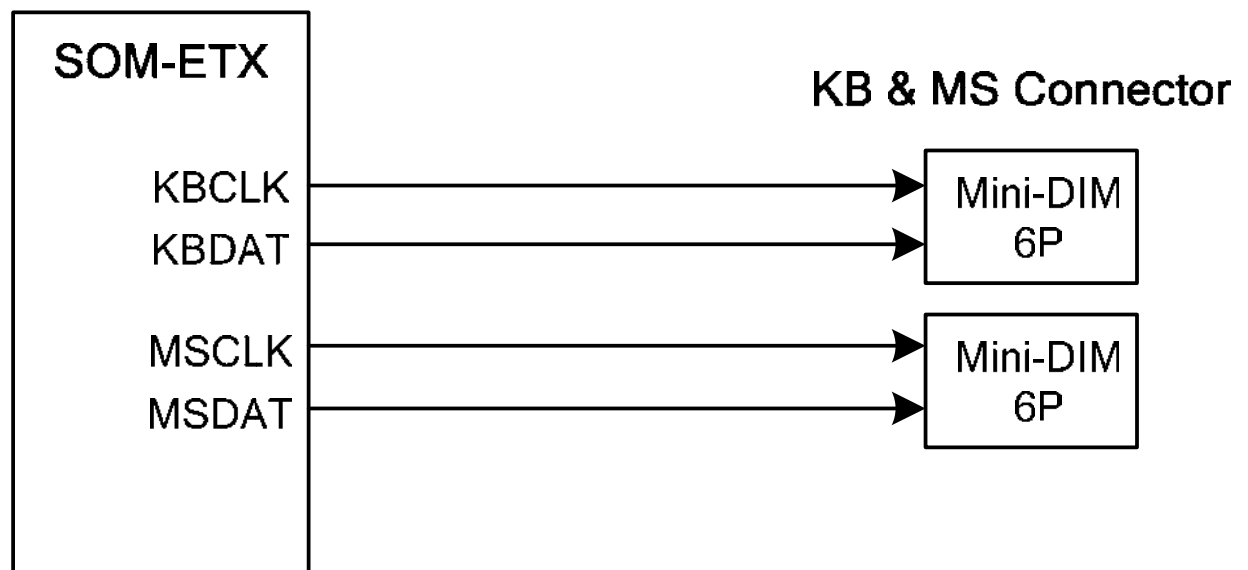 SOM-ETX
KB & MS Connector
KBCLK
KBDAT
Mini-DIM
6P
MSCLK
MSDAT
Mini-DIM
6P